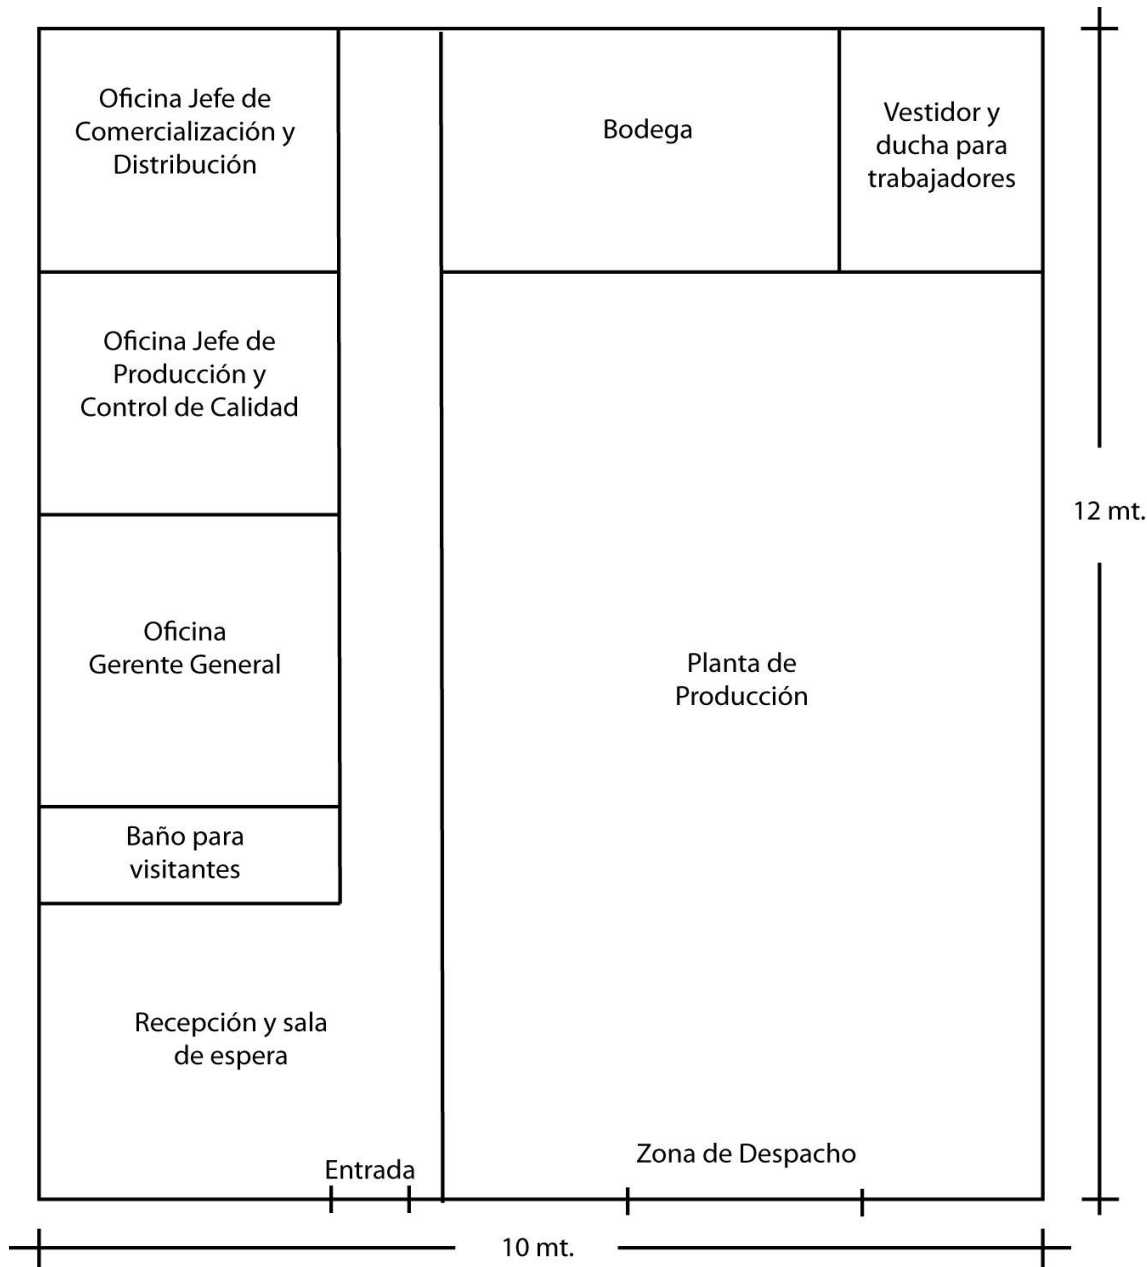 Oficina Jefe de
Comercialización y
Distribución
Bodega
Vestidor y
ducha para
trabajadores
Oficina Jefe de
Producción y
Control de Calidad
12 mt.
Oficina
Gerente General
Planta de
Producción
Baño para
visitantes
Recepción y sala
de espera
Entrada
Zona de Despacho
10 mt.